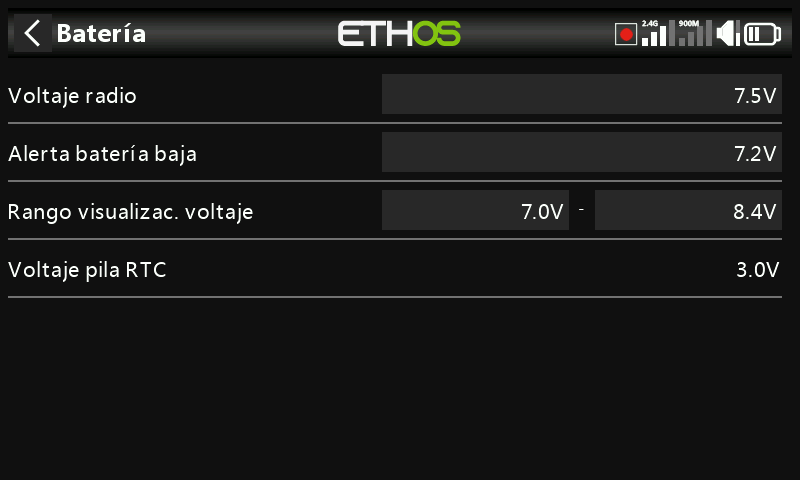 Batería
ETHOS
2.4G
900M
Voltaje radio 7.5V
Alerta batería baja 7.2V
Rango visualizac. voltaje 7.0V - 8.4V
Voltaje pila RTC 3.0V